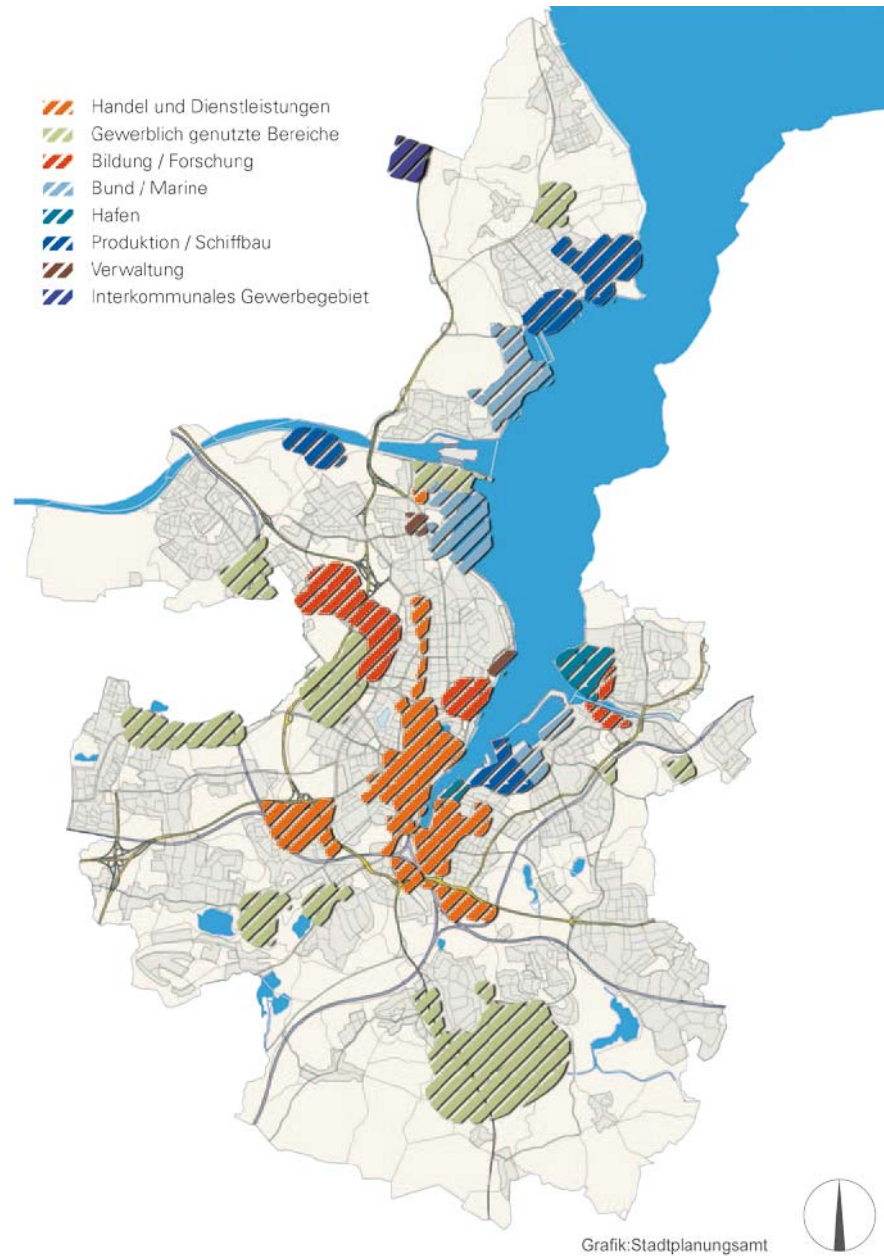 Handel und Dienstleistungen
Gewerblich genutzte Bereiche
Bildung / Forschung
Bund / Marine
Hafen
Produktion / Schiffbau
Verwaltung
Interkommunales Gewerbegebiet
Grafik:Stadtplanungsamt